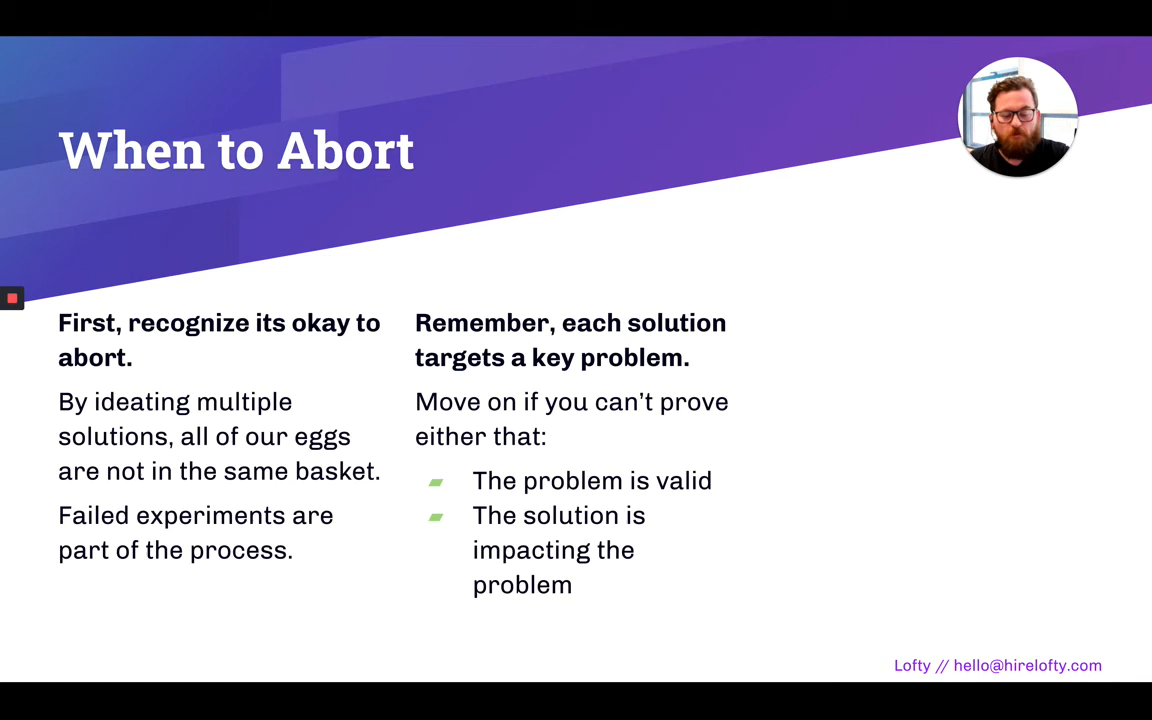 When to Abort
First, recognize its okay to
abort.
By ideating multiple
solutions, all of our eggs
are not in the same basket.
Failed experiments are
part of the process.
Remember, each solution
targets a key problem.
Move on if you can’t prove
either that:
The problem is valid
The solution is
impacting the
problem
Lofty // hello@hirelofty.com